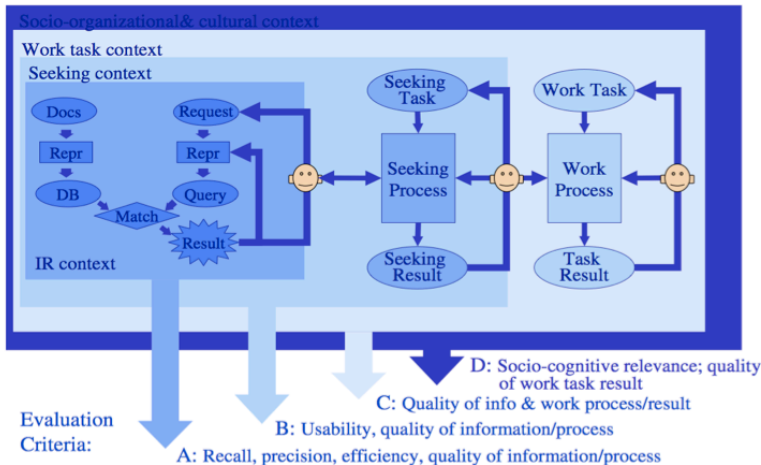 Socio-organizational& cultural context
Work task context
Seeking context
Docs
Request
Repr
Repr
DB
Query
Match
Result
IR context
Seeking
Task
Seeking
Process
Seeking
Result
Work Task
Work
Process
Task
Result
D: Socio-cognitive relevance; quality
of work task result
C: Quality of info & work process/result
B: Usability, quality of information/process
A: Recall, precision, efficiency, quality of information/process
Evaluation
Criteria: